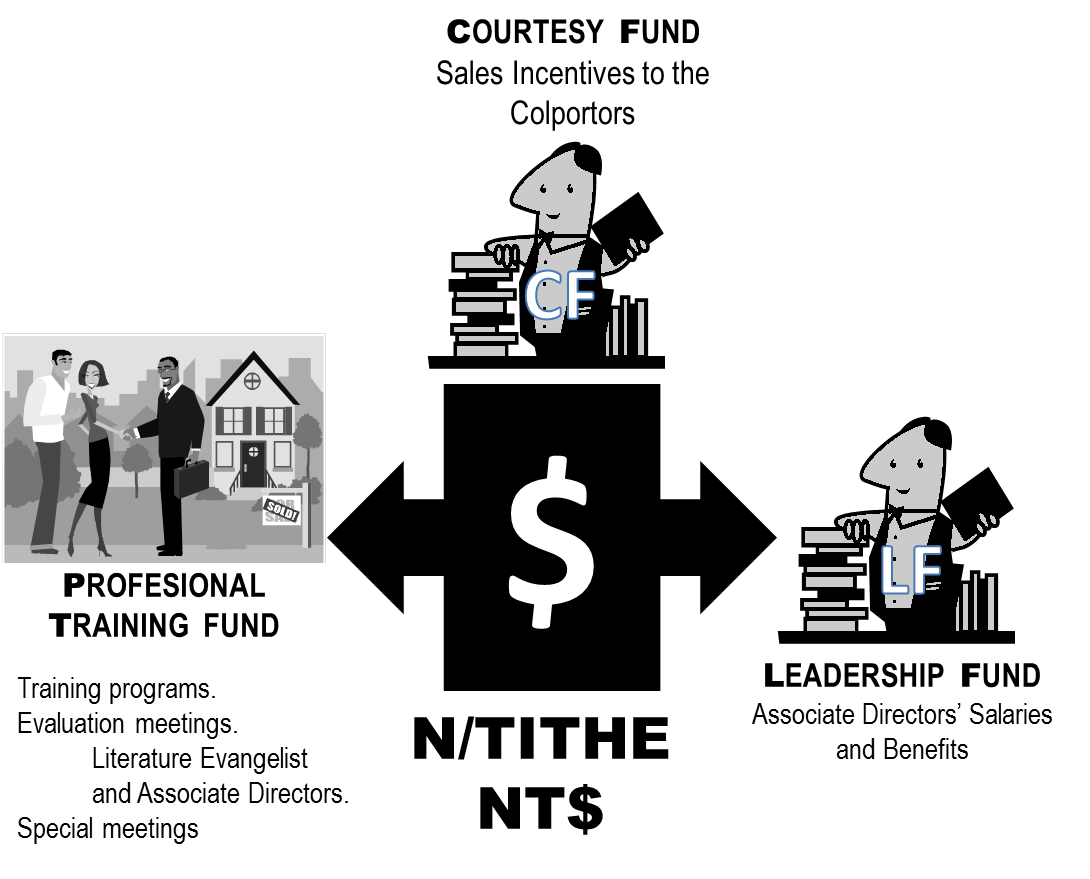 COURTESY FUND
Sales Incentives to the
Colportors
CF
$
SOLD!
PROFESIONAL
TRAINING FUND
Training programs.
Evaluation meetings.
Literature Evangelist
and Associate Directors.
Special meetings
N/TITHE
NT$
LF
LEADERSHIP FUND
Associate Directors’ Salaries
and Benefits